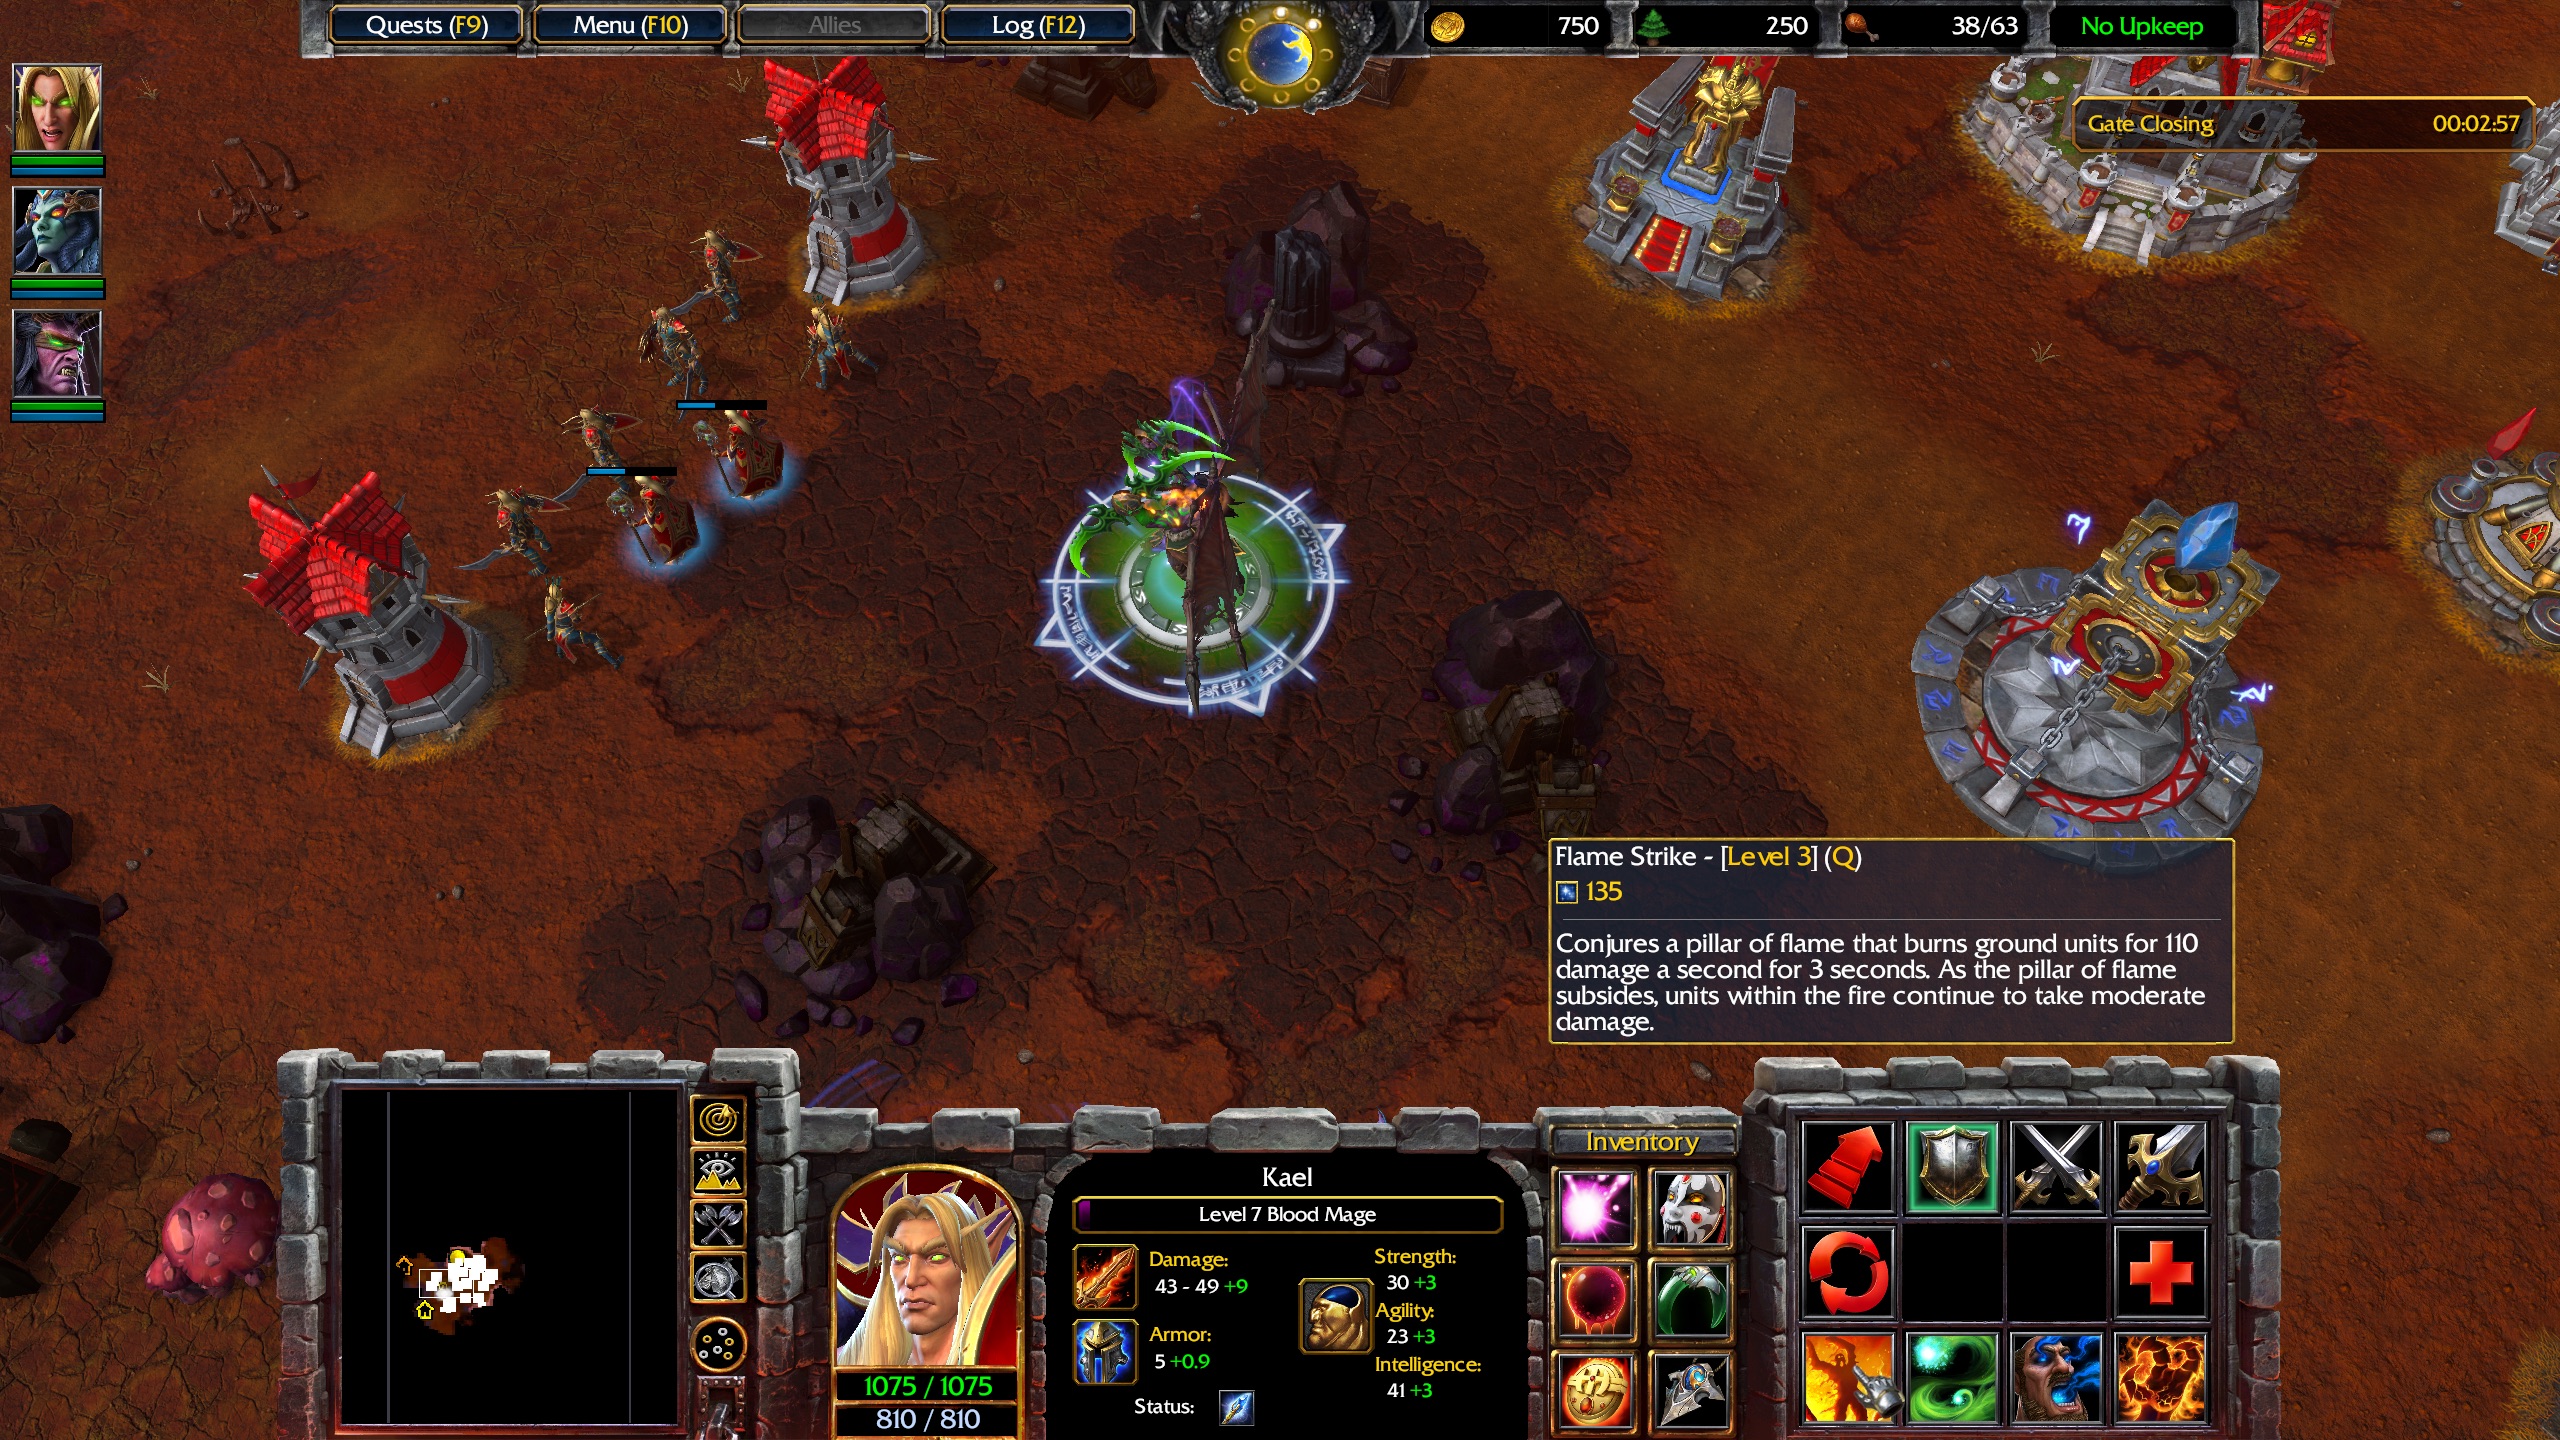 Quests (F9)
Menu (F10)
Allies
Log (F12)
750
250
38/63
No Upkeep
Gate Closing
00:02:57
Flame Strike - [Level 3] (Q)
135
Conjures a pillar of flame that burns ground units for 110
damage a second for 3 seconds. As the pillar of flame
subsides, units within the fire continue to take moderate
damage.
Kael
Level 7 Blood Mage
Damage:
43 - 49 +9
Armor:
5 +0.9
Status:
Strength:
30 +3
Agility:
23 +3
Intelligence:
41 +3
1075 / 1075
810 / 810
Inventory